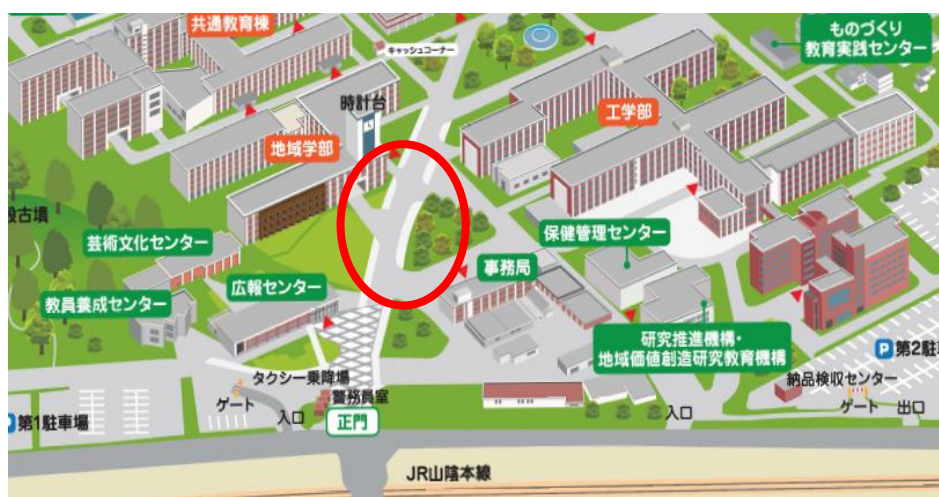 共通教育棟
キャッシュコーナー
ものづくり
教育実践センター
時計台
工学部
地域学部
古墳
芸術文化センター
保健管理センター
事務局
教員養成センター
広報センター
研究推進機構・
地域価値創造研究教育機構
P 第2駐
タクシー乗降場
納品検収センター
ゲート
入口
警務員室
ゲート
出口
P 第1駐車場
正門
入口
JR山陰本線